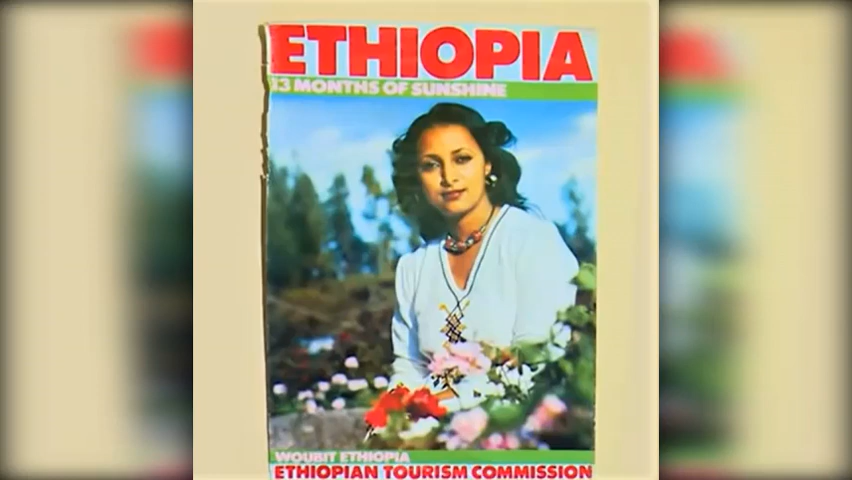 ETHIOPIA
13 MONTHS OF SUNSHINE
WOUBIT ETHIOPIA
ETHIOPIAN TOURISM COMMISSION